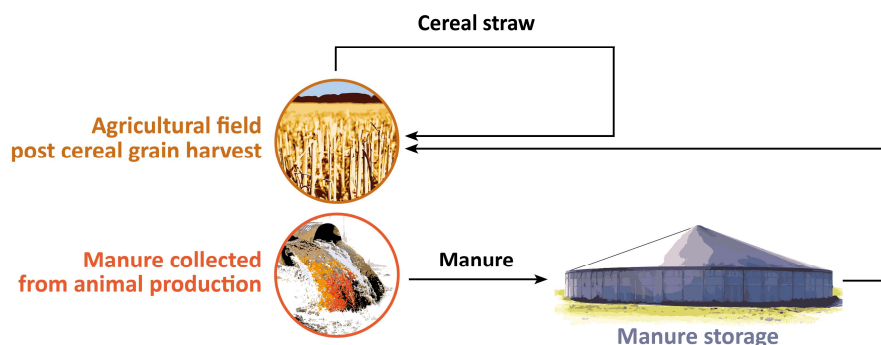 Cereal straw
Agricultural field
post cereal grain harvest
Manure collected
from animal production
Manure
Manure storage